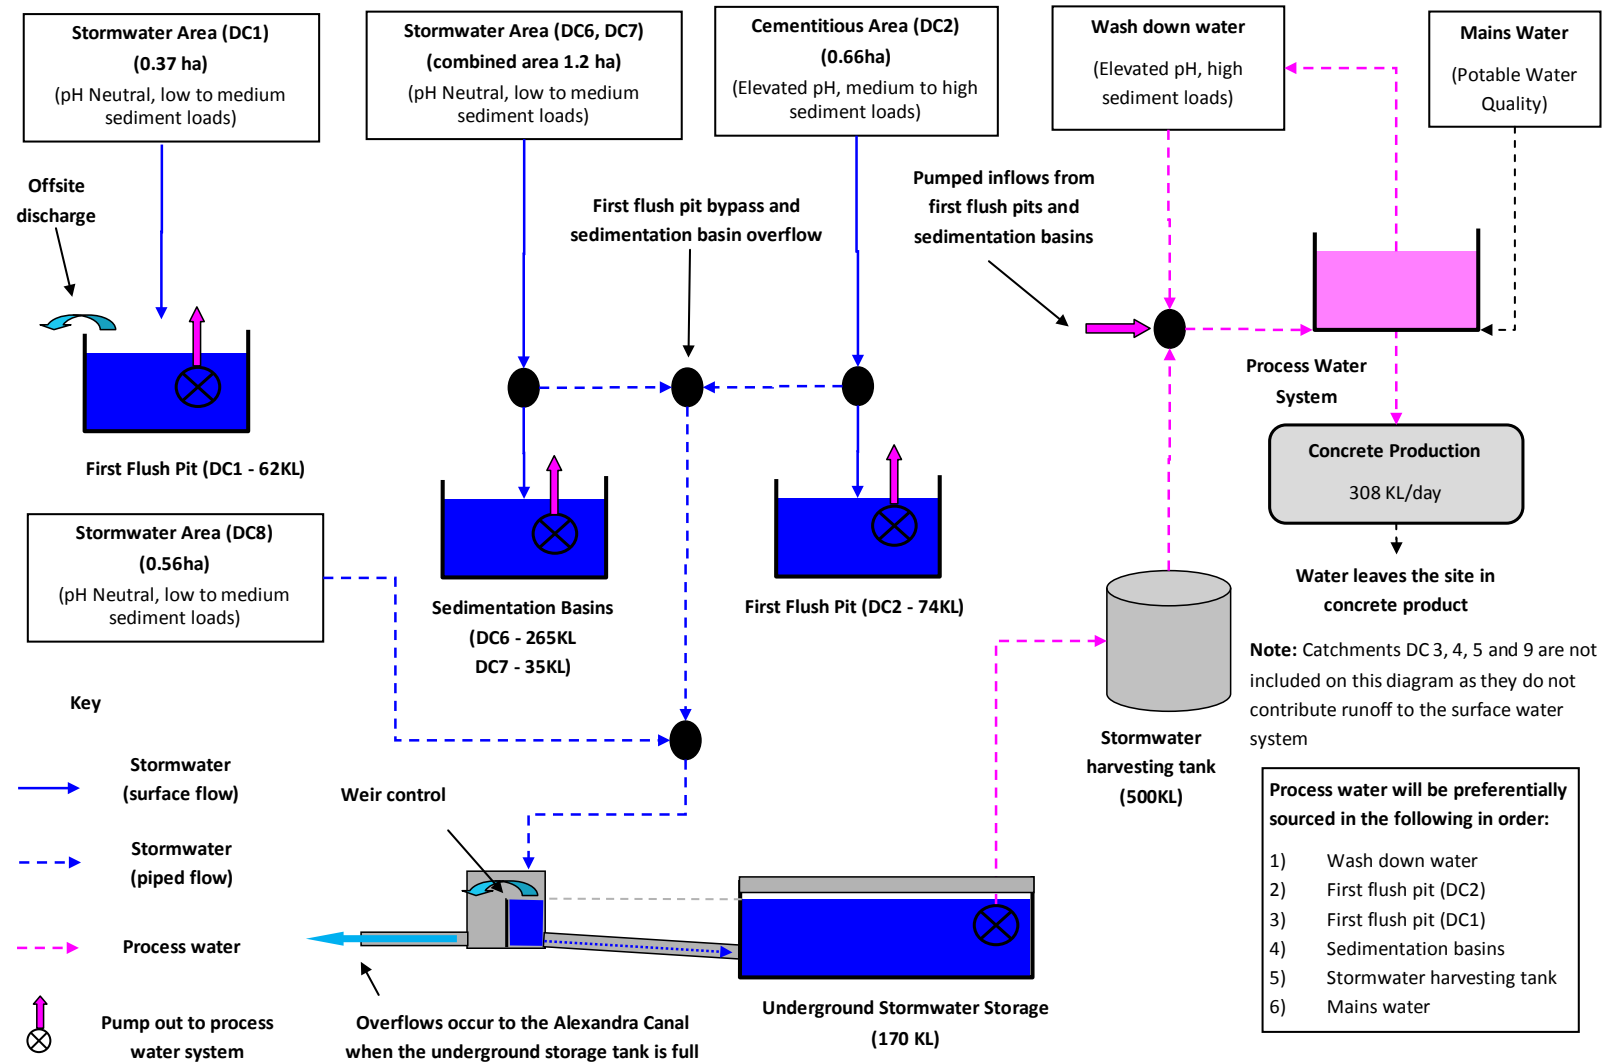 Stormwater Area (DC1)
(0.37 ha)
(pH Neutral, low to medium
sediment loads)
Stormwater Area (DC6, DC7)
(combined area 1.2 ha)
(pH Neutral, low to medium
sediment loads)
Cementitious Area (DC2)
(0.66ha)
(Elevated pH, medium to high
sediment loads)
Wash down water
(Elevated pH, high
sediment loads)
Mains Water
(Potable Water
Quality)
Offsite
discharge
First flush pit bypass and
sedimentation basin overflow
Pumped inflows from
first flush pits and
sedimentation basins
Process Water
System
First Flush Pit (DC1 - 62KL)
Concrete Production
308 KL/day
Stormwater Area (DC8)
(0.56ha)
(pH Neutral, low to medium
sediment loads)
Sedimentation Basins
(DC6 - 265KL
DC7 - 35KL)
First Flush Pit (DC2 - 74KL)
Water leaves the site in
concrete product
Note: Catchments DC 3, 4, 5 and 9 are not
included on this diagram as they do not
contribute runoff to the surface water
system
Key
Stormwater
(surface flow)
Stormwater
(piped flow)
Process water
Pump out to process
water system
Weir control
Stormwater
harvesting tank
(500KL)
Process water will be preferentially
sourced in the following in order:
1) Wash down water
2) First flush pit (DC2)
3) First flush pit (DC1)
4) Sedimentation basins
5) Stormwater harvesting tank
6) Mains water
Overflows occur to the Alexandra Canal
when the underground storage tank is full
Underground Stormwater Storage
(170 KL)